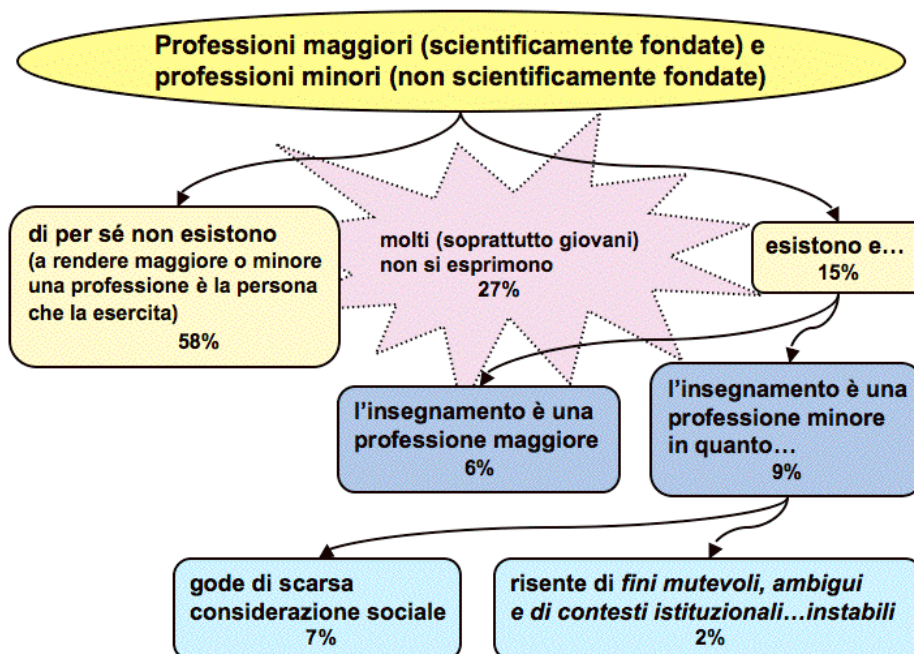 Professioni maggiori (scientificamente fondate) e
professioni minori (non scientificamente fondate)
di per sé non esistono
(a rendere maggiore o minore
una professione è la persona
che la esercita)
58%
molti (soprattutto giovani)
non si esprimono
27%
esistono e…
15%
l’insegnamento è una
professione maggiore
6%
l’insegnamento è una
professione minore
in quanto…
9%
gode di scarsa
considerazione sociale
7%
risente di fini mutevoli, ambigui
e di contesti istituzionali…instabili
2%